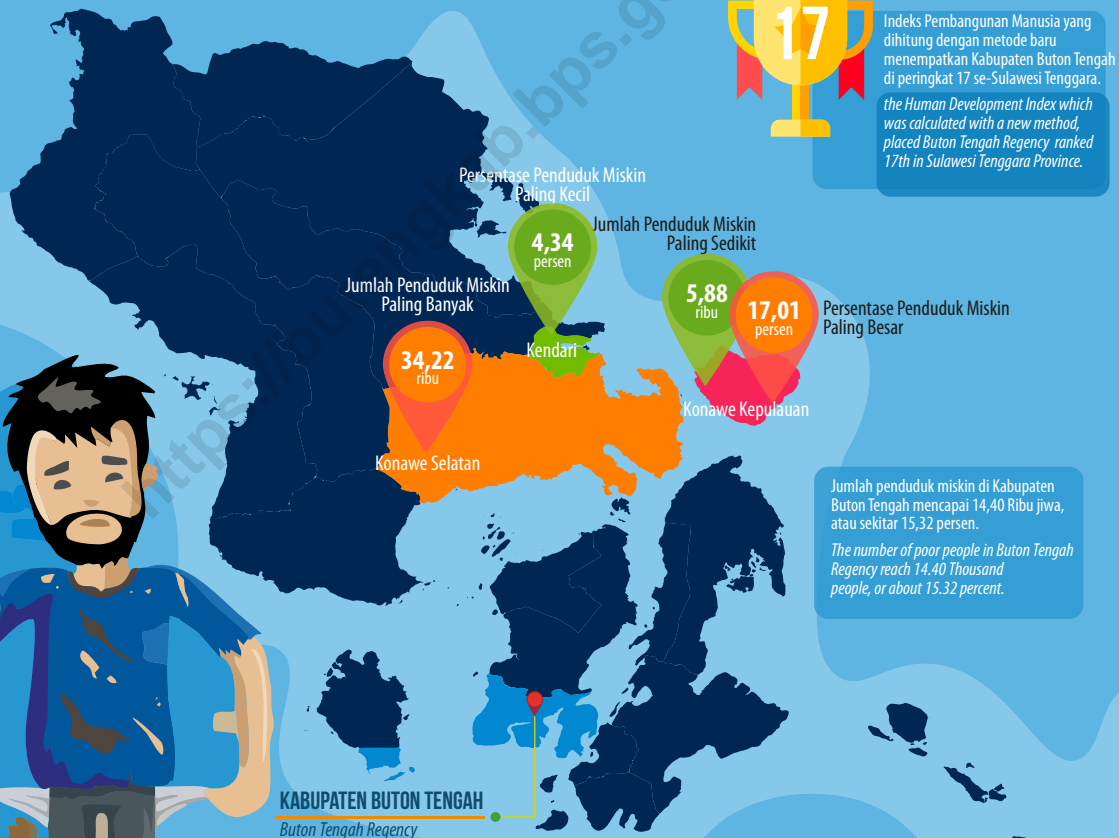 17
Indeks Pembangunan Manusia yang
dihitung dengan metode baru
menempatkan Kabupaten Buton Tengah
di peringkat 17 se-Sulawesi Tenggara.
the Human Development Index which
was calculated with a new method,
placed Buton Tengah Regency ranked
17th in Sulawesi Tenggara Province.
Persentase Penduduk Miskin
Paling Kecil
4,34
persen
Kendari
Jumlah Penduduk Miskin
Paling Sedikit
5,88
ribu
17,01
persen
Persentase Penduduk Miskin
Paling Besar
Konawe Kepulauan
Jumlah Penduduk Miskin
Paling Banyak
34,22
ribu
Konawe Selatan
Jumlah penduduk miskin di Kabupaten
Buton Tengah mencapai 14,40 Ribu jiwa,
atau sekitar 15,32 persen.
The number of poor people in Buton Tengah
Regency reach 14.40 Thousand
people, or about 15.32 percent.
KABUPATEN BUTON TENGAH
Buton Tengah Regency